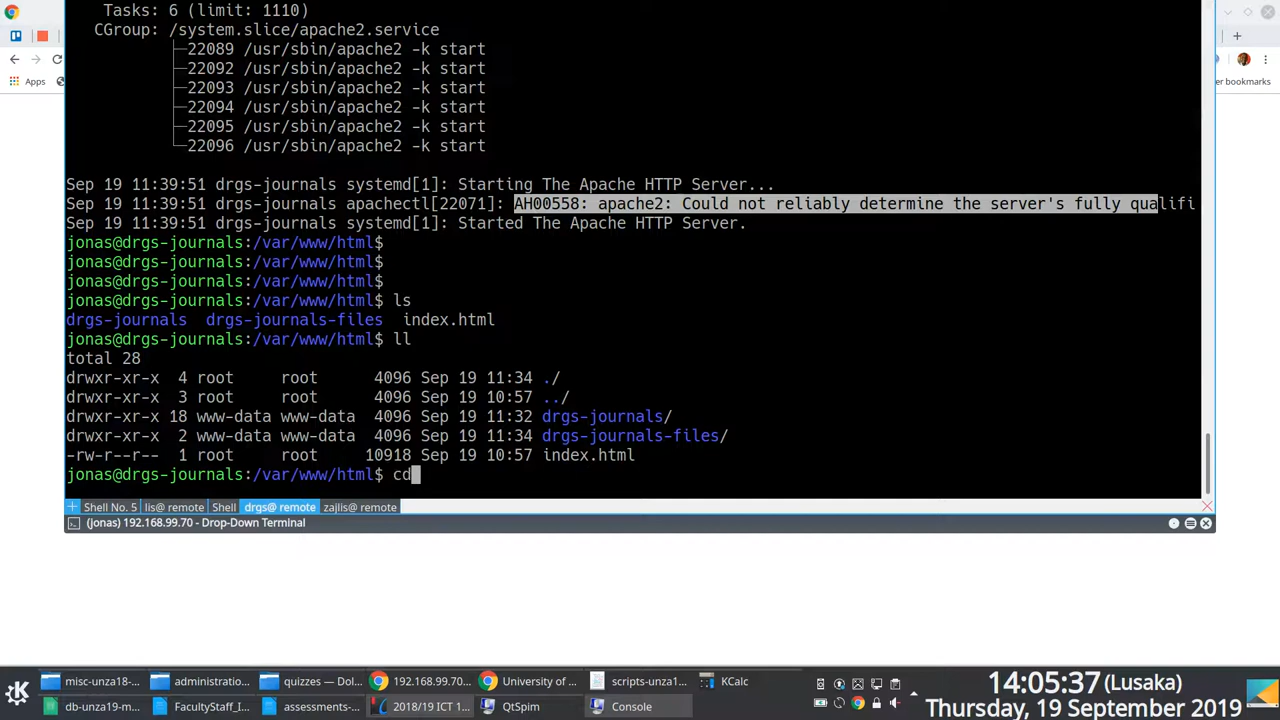 Tasks: 6 (limit: 1110)
CGroup: /system.slice/apache2.service
├─22089 /usr/sbin/apache2 -k start
├─22092 /usr/sbin/apache2 -k start
├─22093 /usr/sbin/apache2 -k start
├─22094 /usr/sbin/apache2 -k start
├─22095 /usr/sbin/apache2 -k start
└─22096 /usr/sbin/apache2 -k start
Sep 19 11:39:51 drgs-journals systemd[1]: Starting The Apache HTTP Server...
Sep 19 11:39:51 drgs-journals apachectl[22071]: AH00558: apache2: Could not reliably determine the server's fully qualifi
Sep 19 11:39:51 drgs-journals systemd[1]: Started The Apache HTTP Server.
jonas@drgs-journals:/var/www/html$
jonas@drgs-journals:/var/www/html$
jonas@drgs-journals:/var/www/html$
jonas@drgs-journals:/var/www/html$ ls
drgs-journals drgs-journals-files index.html
jonas@drgs-journals:/var/www/html$ ll
total 28
drwxr-xr-x 4 root root 4096 Sep 19 11:34 ./
drwxr-xr-x 3 root root 4096 Sep 19 10:57 ../
drwxr-xr-x 18 www-data www-data 4096 Sep 19 11:32 drgs-journals/
drwxr-xr-x 2 www-data www-data 4096 Sep 19 11:34 drgs-journals-files/
-rw-r--r-- 1 root root 10918 Sep 19 10:57 index.html
jonas@drgs-journals:/var/www/html$ cd
Apps
er bookmarks
Shell No. 5 lis@ remote Shell drgs@ remote zajlis@ remote
(jonas) 192.168.99.70 - Drop-Down Terminal
misc-unza18-... administratio... quizzes — Dol... 192.168.99.70... University of ... scripts-unza1... KCalc
db-unza19-m... FacultyStaff_I... assessments-... 2018/19 ICT 1... QtSpim Console
14:05:37 (Lusaka)
Thursday, 19 September 2019